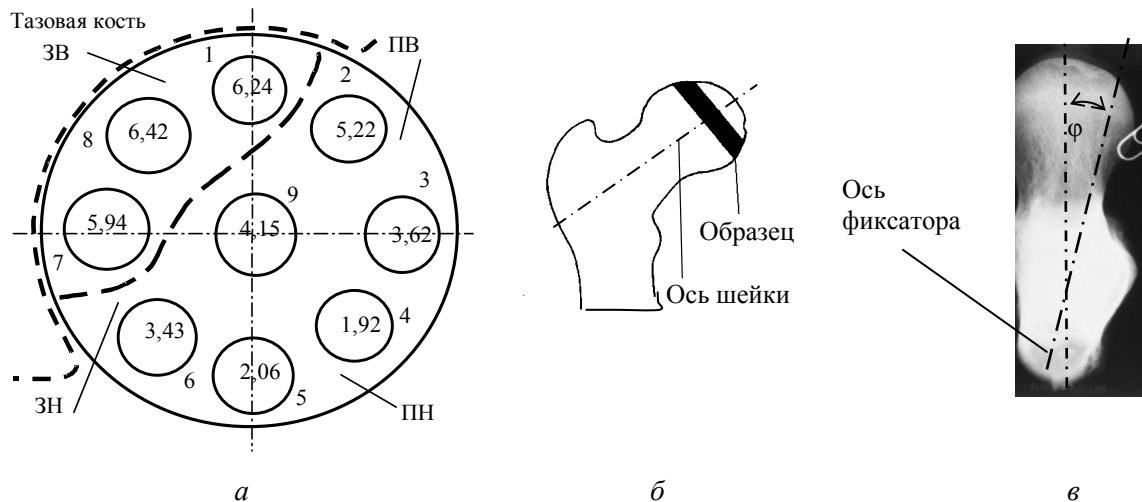 Тазовая кость
ЗВ
ПВ
1
2
6,24
5,22
8
6,42
3
9
5,94
4,15
3,62
7
3,43
1,92
4
2,06
6
5
ЗН
ПН
а
Образец
Ось шейки
б
φ
Ось
фиксатора
в